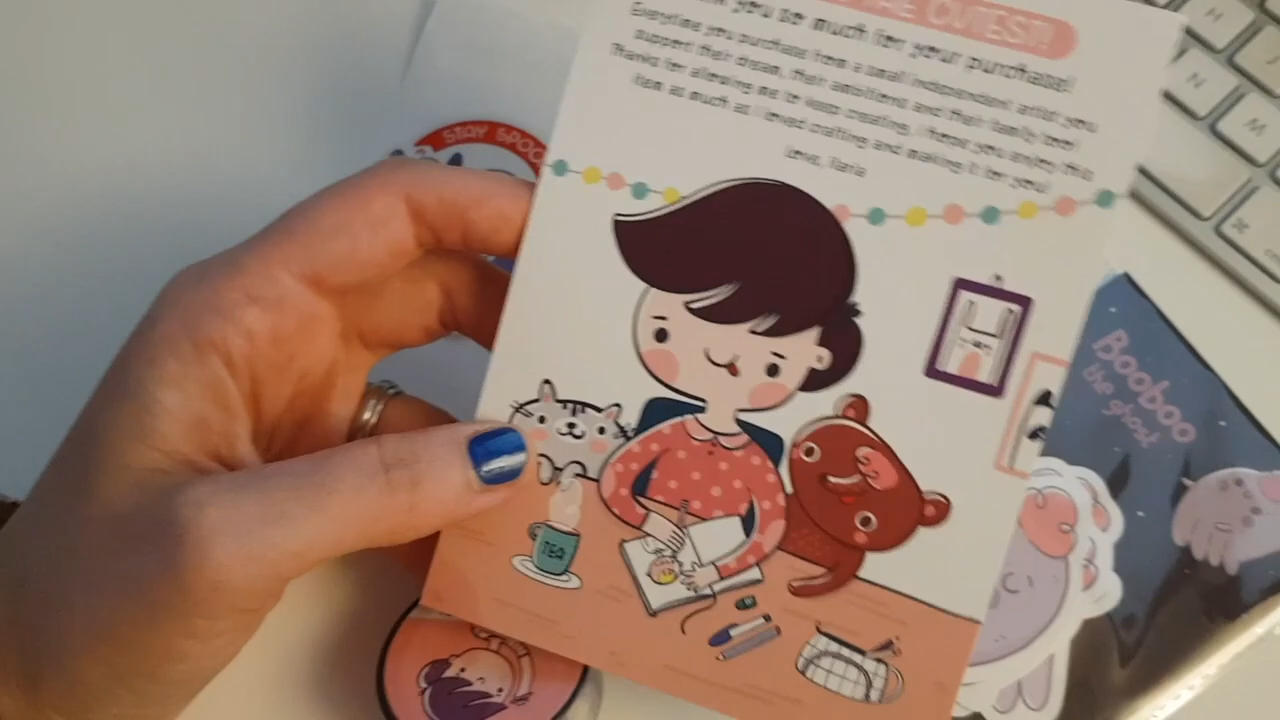 THE CUTEST!
you so much for your purchase!
Everytime you purchase from a small independent artist you
support their dream, their ambitions and their family too!
Thanks for allowing me to keep creating, I hope you enjoy this
item as much as I loved crafting and making it for you!
Love, Ilaria
STAY SPOO
TEA
Booboo
the ghost
H
N
M
⌘